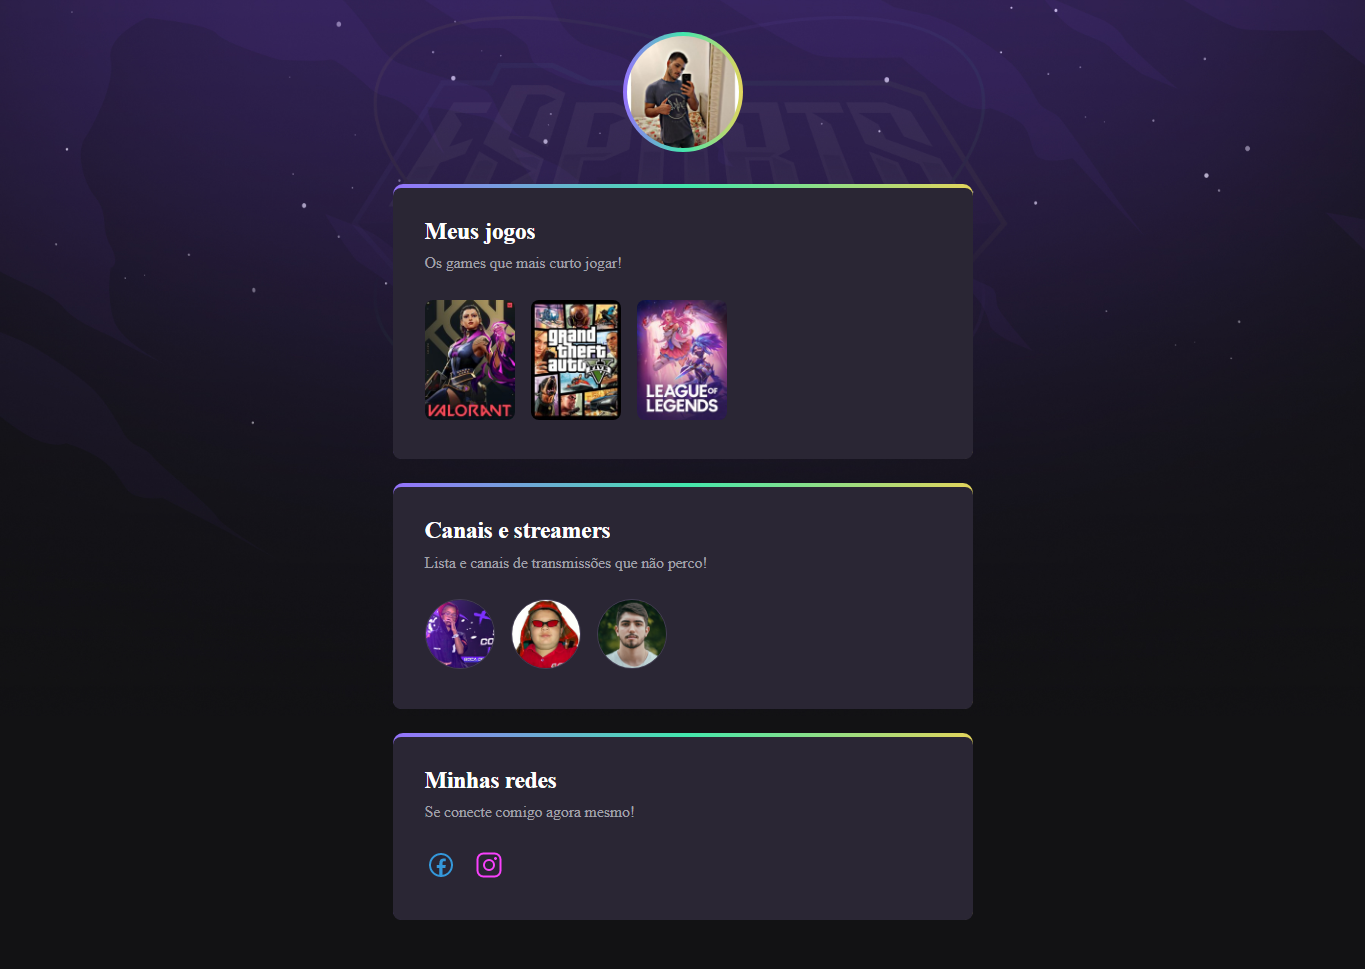 ESPORTS
Meus jogos
Os games que mais curto jogar!
VALORANT
grand
theft
auto
FIVE
LEAGUE OF
LEGENDS
Canais e streamers
Lista e canais de transmissões que não perco!
Minhas redes
Se conecte comigo agora mesmo!